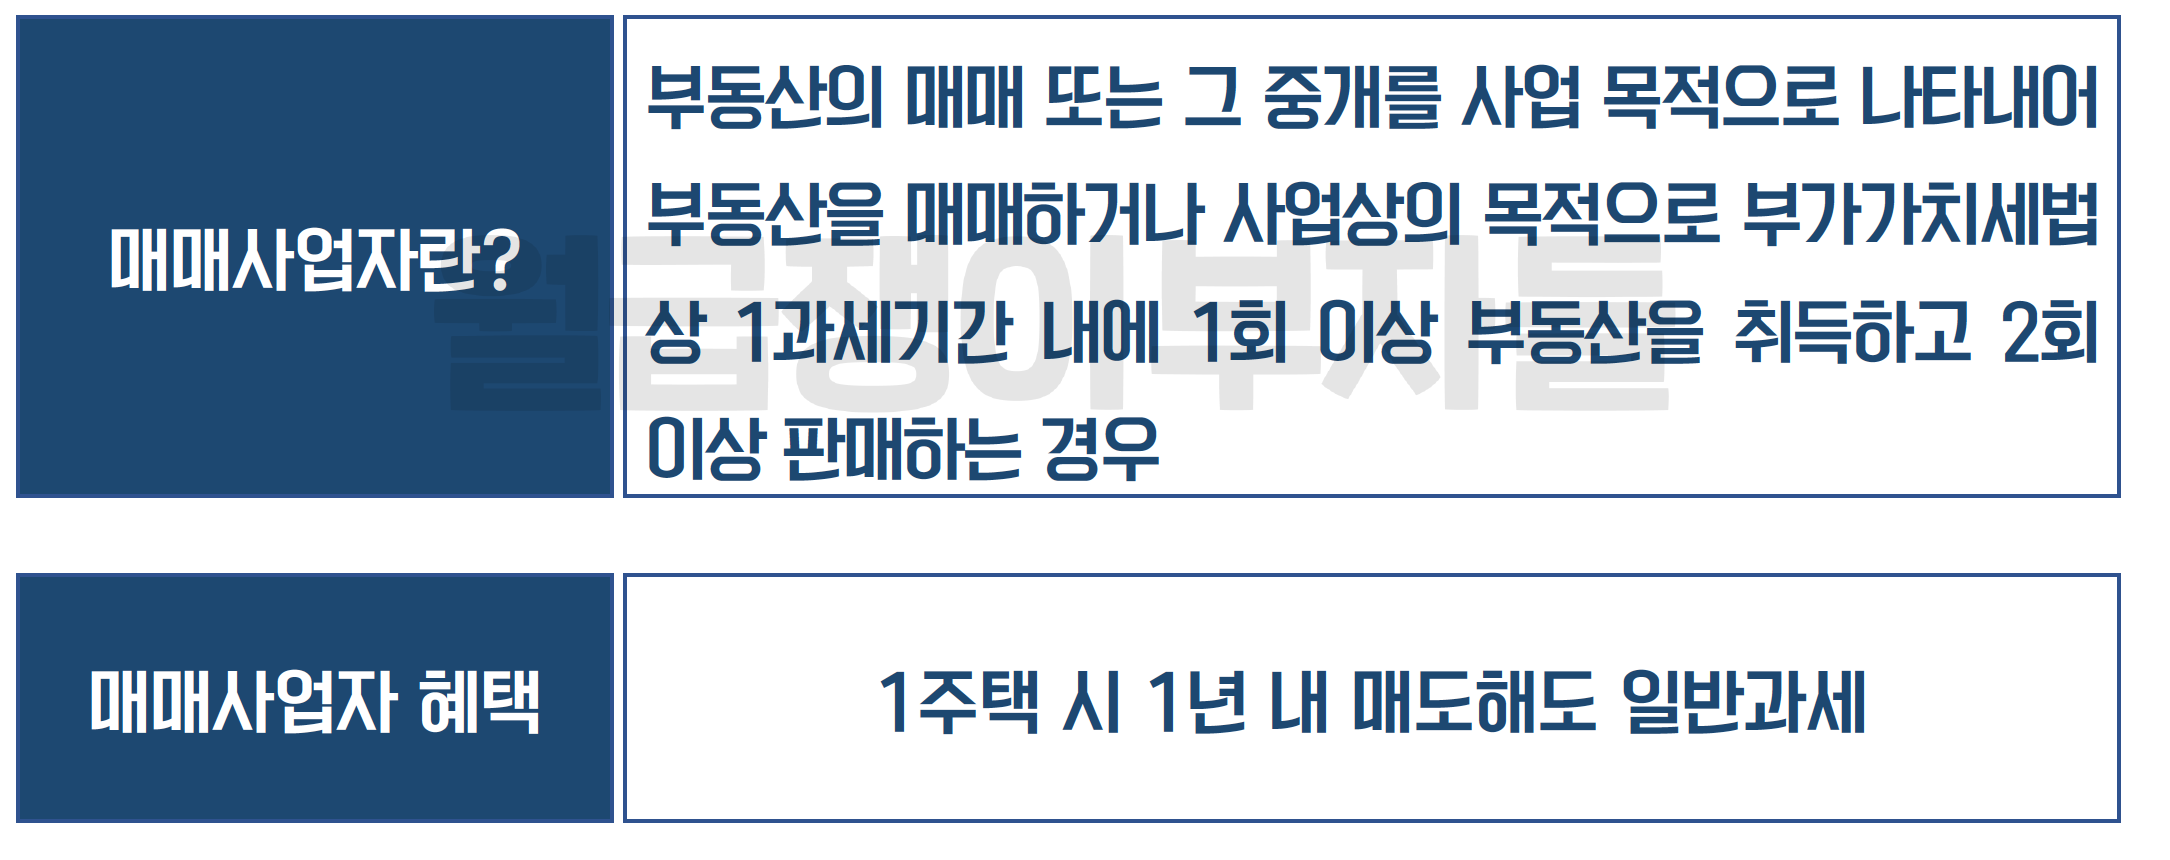 매매사업자란?
부동산의 매매 또는 그 중개를 사업 목적으로 나타내어
부동산을 매매하거나 사업상의 목적으로 부가가치세법
상 1과세기간 내에 1회 이상 부동산을 취득하고 2회
이상 판매하는 경우
월급쟁이부자들
매매사업자 혜택
1주택 시 1년 내 매도해도 일반과세